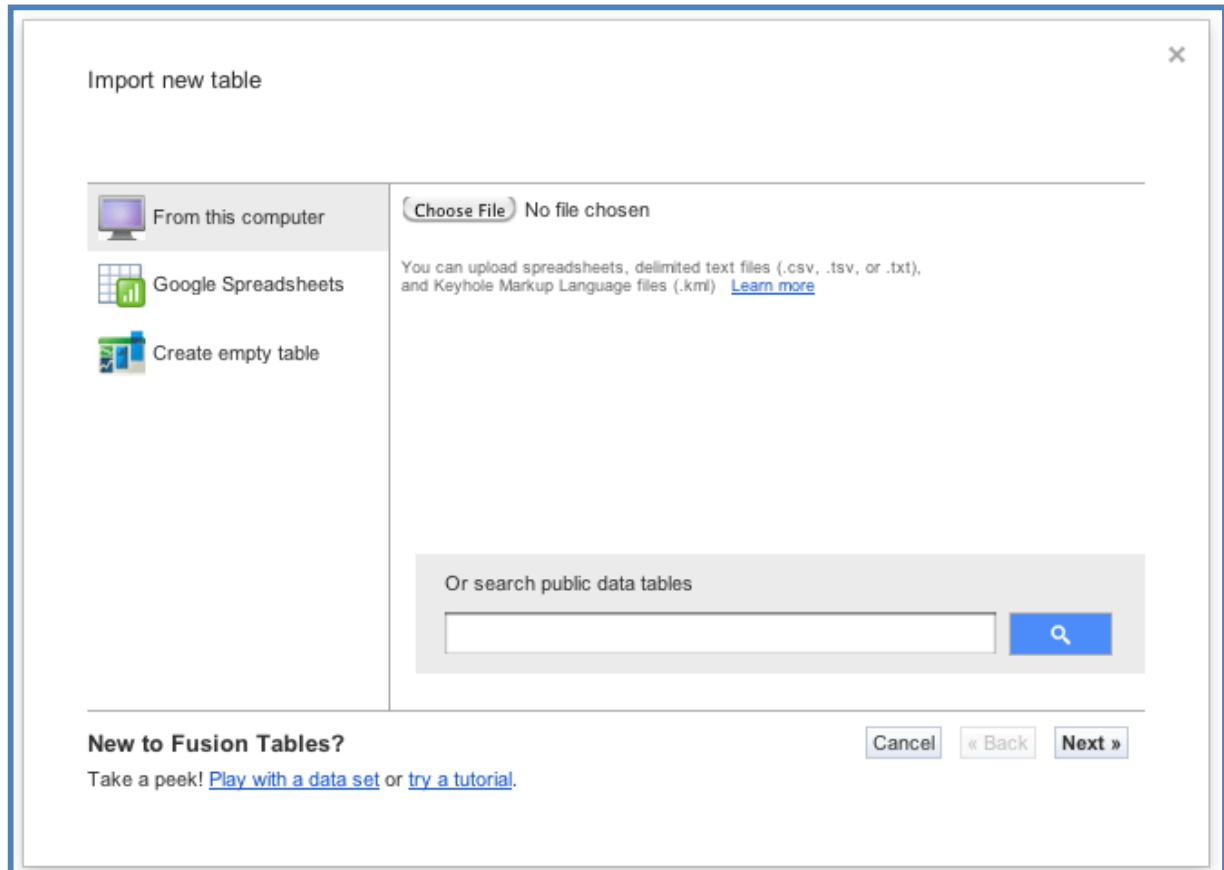 Import new table
×
From this computer
Google Spreadsheets
Create empty table
Choose File No file chosen
You can upload spreadsheets, delimited text files (.csv, .tsv, or .txt),
and Keyhole Markup Language files (.kml) Learn more
Or search public data tables
New to Fusion Tables?
Take a peek! Play with a data set or try a tutorial.
Cancel « Back Next »